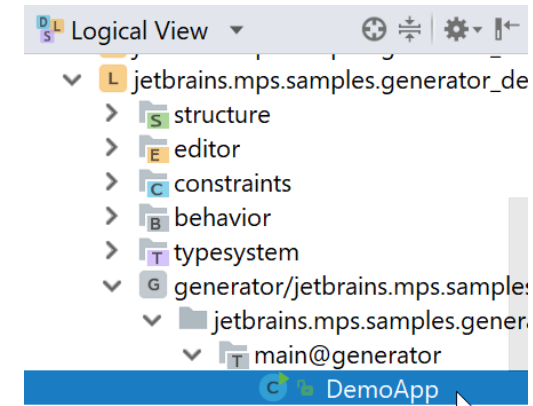 Logical View
jetbrains.mps.samples.generator_de
structure
editor
constraints
behavior
typesystem
generator/jetbrains.mps.samples
jetbrains.mps.samples.gener
main@generator
DemoApp